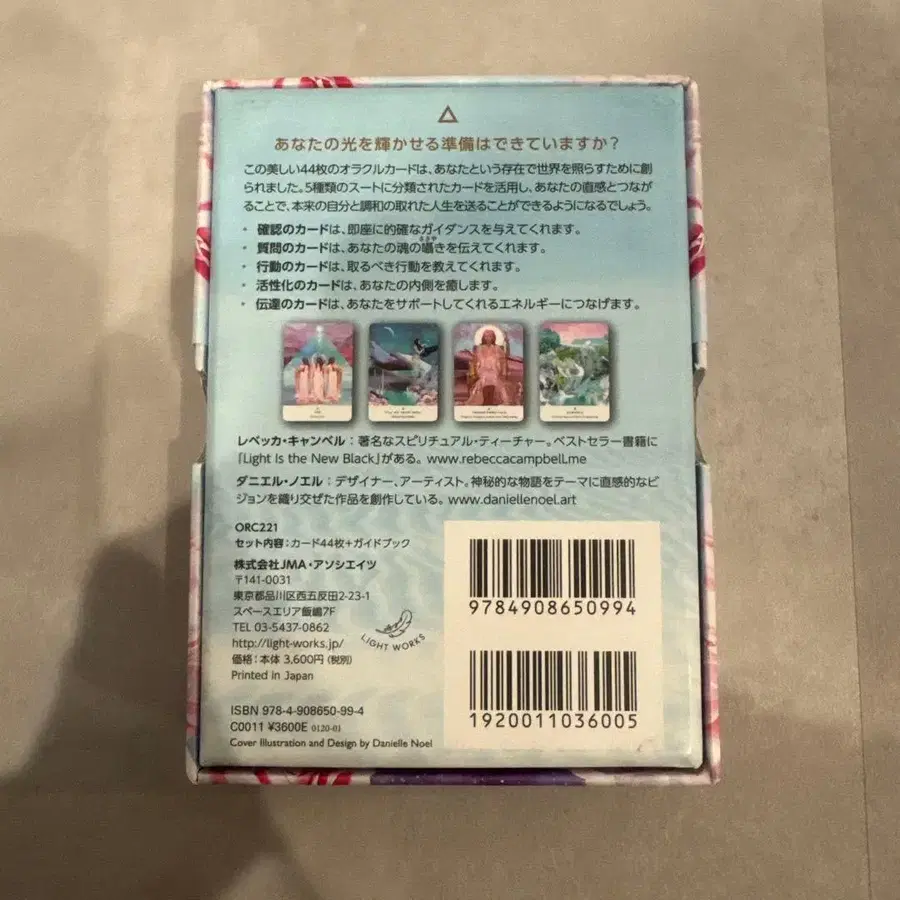 あなたの光を輝かせる準備はできていますか?
この美しい44枚のオラクルカードは、あなたという存在で世界を照らすために創
られました。5種類のスートに分類されたカードを活用し、あなたの直感とつなが
ることで、本来の自分と調和の取れた人生を送ることができるようになるでしょう。
・確認のカードは、即座に的確なガイダンスを与えてくれます。
・質問のカードは、あなたの魂の囁きを伝えてくれます。
・行動のカードは、取るべき行動を教えてくれます。
・活性化のカードは、あなたの内側を癒します。
・伝達のカードは、あなたをサポートしてくれるエネルギーにつなげます。
レベッカ・キャンベル:著名なスピリチュアル・ティーチャー。ベストセラー書籍に
「Light Is the New Black」がある。 www.rebeccacampbell.me
ダニエル・ノエル:デザイナー、アーティスト。神秘的な物語をテーマに直感的なビ
ジョンを織り交ぜた作品を創作している。 www.daniellenoel.art
ORC221
セット内容:カード44枚+ガイドブック
株式会社JMA・アソシエイツ
〒141-0031
東京都品川区西五反田2-23-1
スペースエリア飯嶋7F
TEL 03-5437-0862
http://light-works.jp/
価格:本体 3,600円(税別)
Printed in Japan
LIGHT WORKS
ISBN 978-4-908650-99-4
C0011 ¥3600E 0120-01
Cover Illustration and Design by Danielle Noel
9784908650994
1920011036005